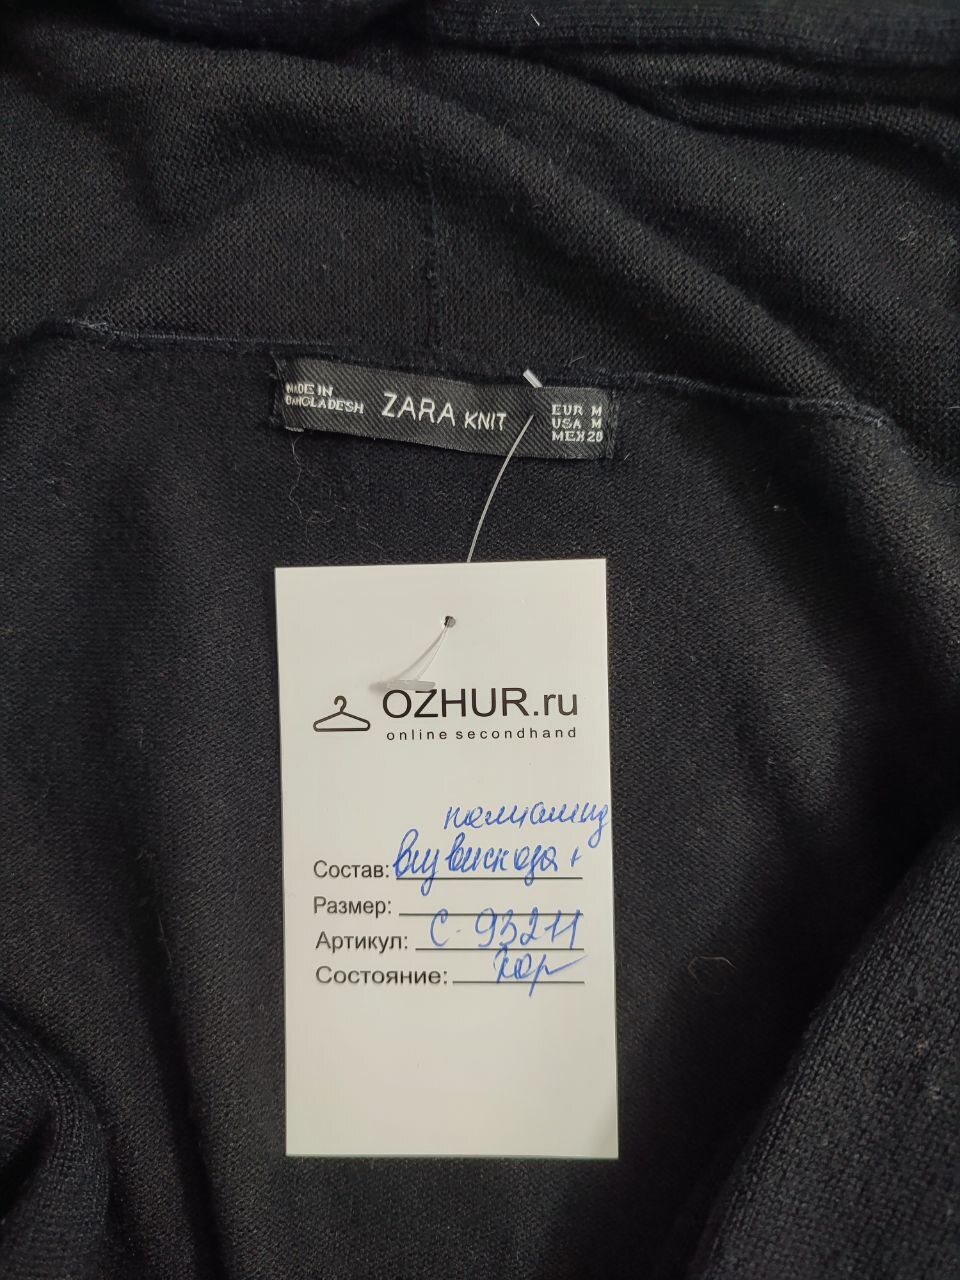 MADE IN
BANGLADESH
ZARA KNIT
EUR M
USA M
MEX 28
OZHUR.ru
online secondhand
полиамид
Состав: виз вискоза +
Размер:
Артикул: С-93211
Состояние: хор